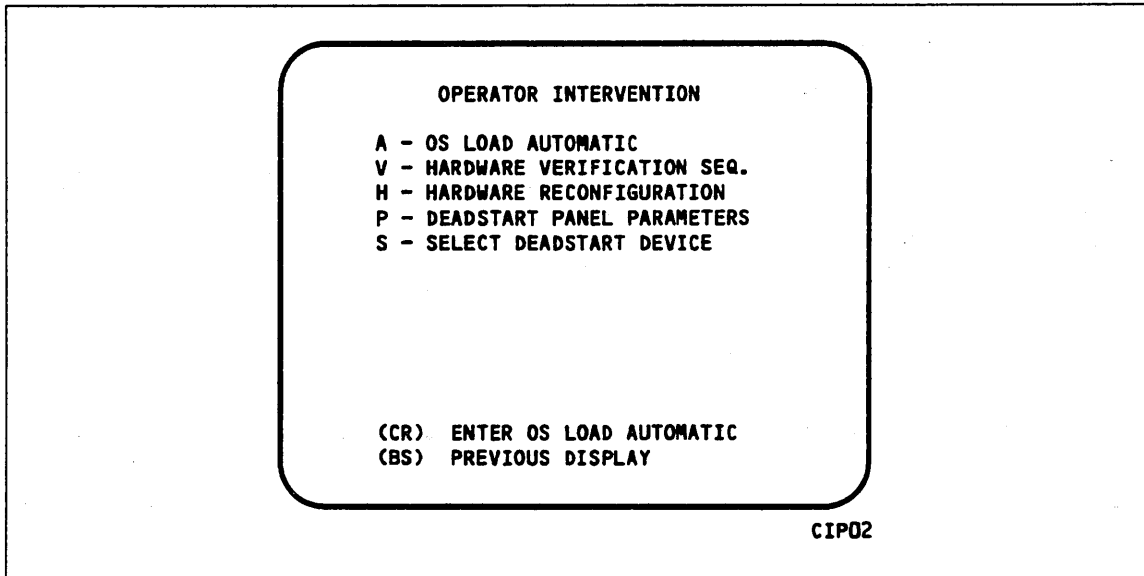 OPERATOR INTERVENTION
A - OS LOAD AUTOMATIC
V - HARDWARE VERIFICATION SEQ.
H - HARDWARE RECONFIGURATION
P - DEADSTART PANEL PARAMETERS
S - SELECT DEADSTART DEVICE
(CR) ENTER OS LOAD AUTOMATIC
(BS) PREVIOUS DISPLAY
CIP02